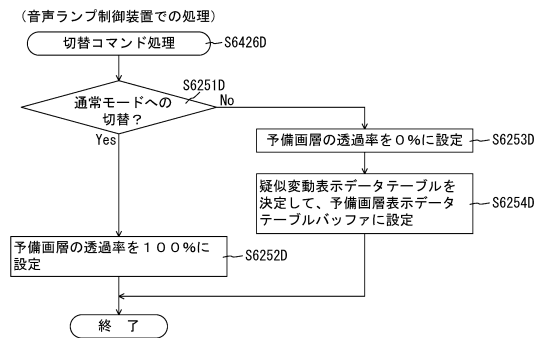 (音声ランプ制御装置での処理)
切替コマンド処理
S6426D
S6251D
通常モードへの
切替?
No
Yes
予備画層の透過率を0%に設定
S6253D
疑似変動表示データテーブルを
決定して、予備画層表示データ
テーブルバッファに設定
S6254D
予備画層の透過率を100%に
設定
S6252D
終 了